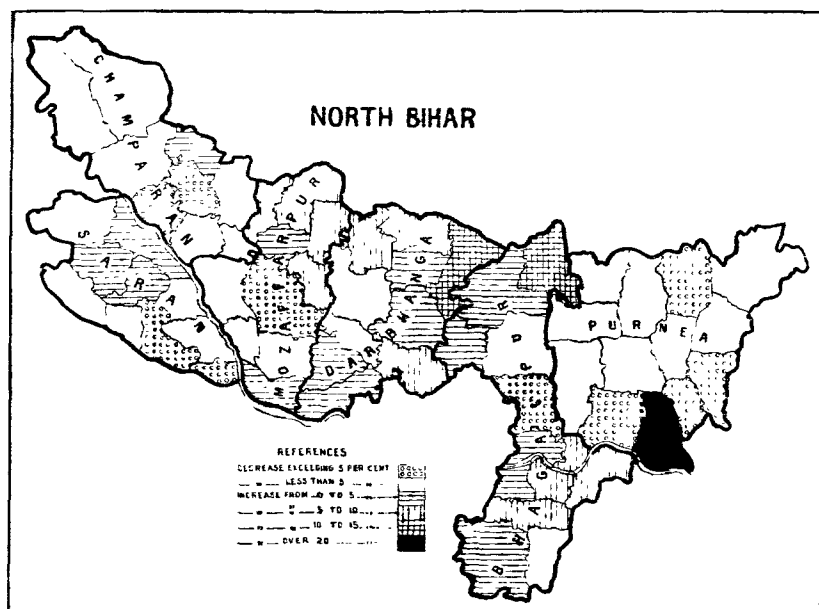 NORTH BIHAR
CHAMPARAN
SARAN
MOZAFFARPUR
DARBHANGA
BHAGALPUR
PURNEA
REFERENCES
DECREASE EXCEEDING 5 PER CENT
" " LESS THAN 5 " "
INCREASE FROM 0 TO 5 " "
" " 5 TO 10 " "
" " 10 TO 15 " "
" " OVER 20 " "